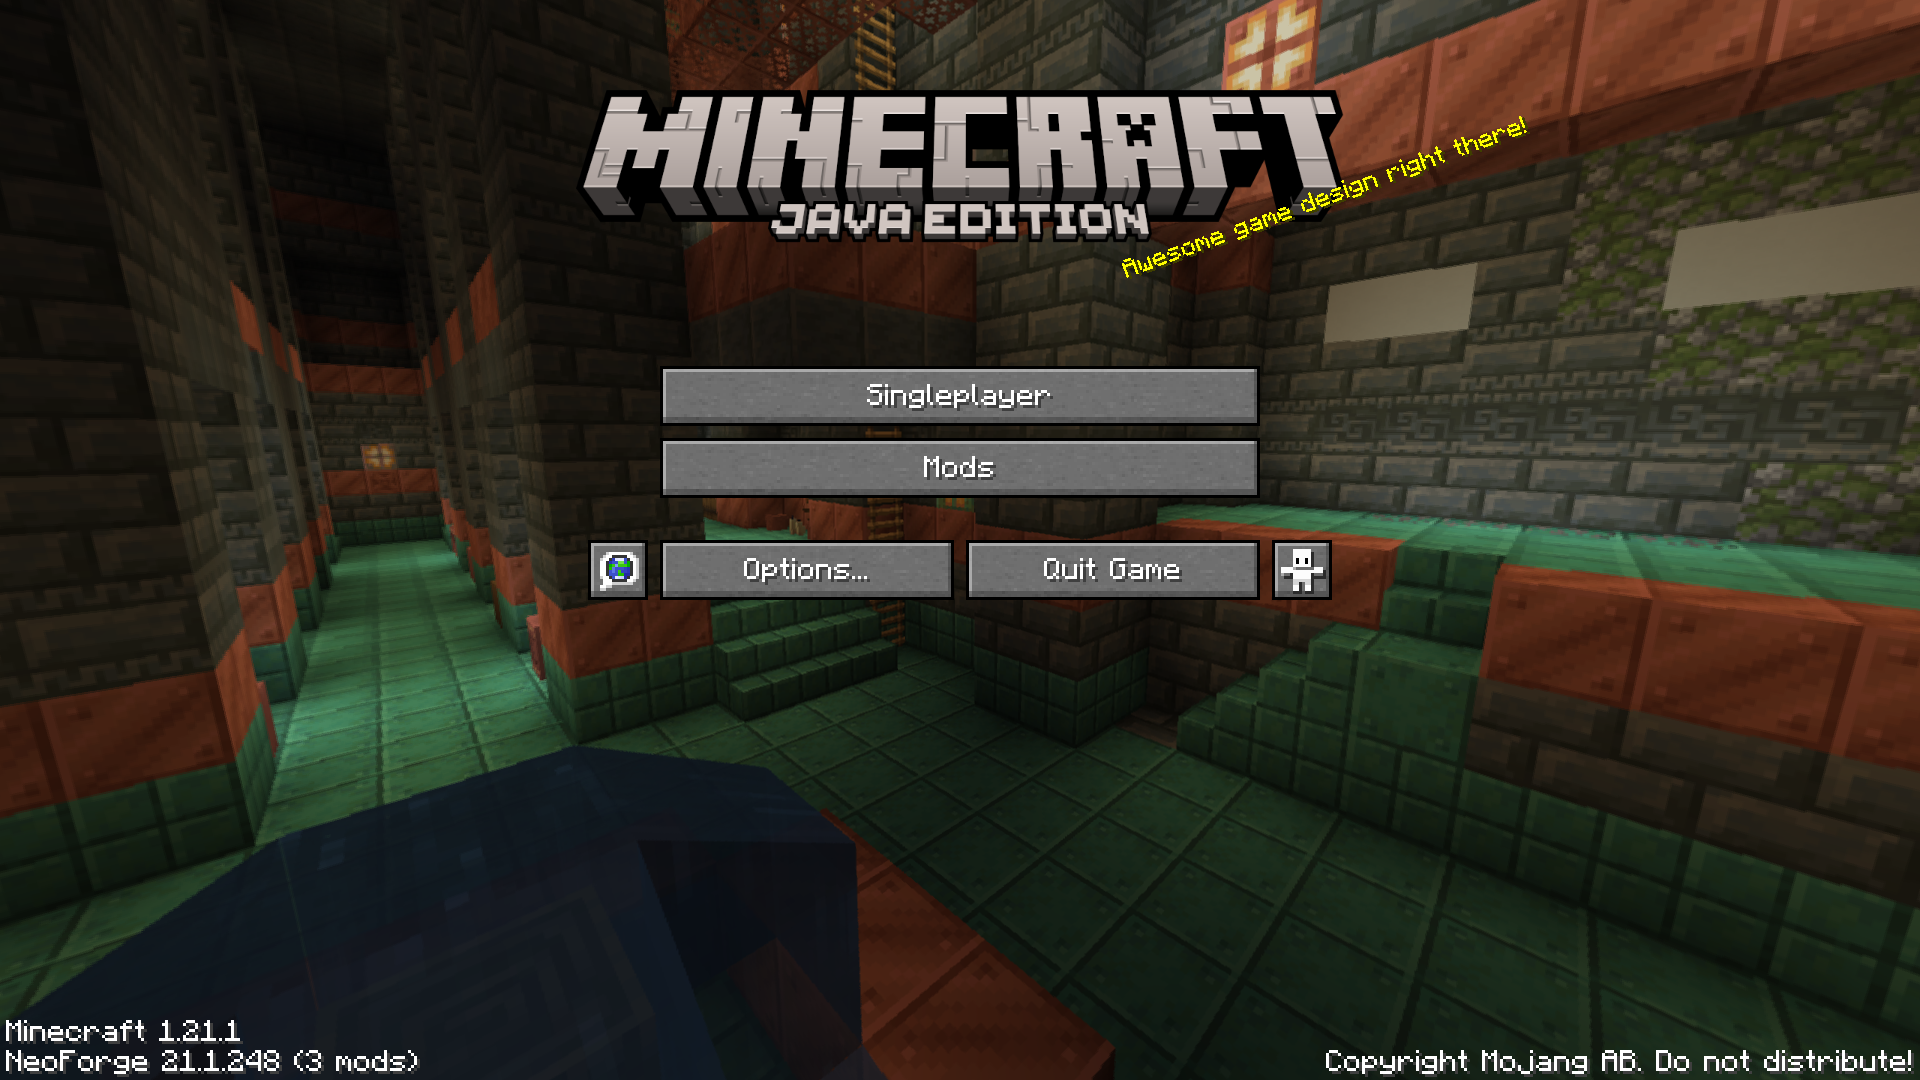 MINECRAFT
JAVA EDITION
Awesome game design right there!
Singleplayer
Mods
Options...
Quit Game
Minecraft 1.21.1
NeoForge 21.1.248 (3 mods)
Copyright Mojang AB. Do not distribute!